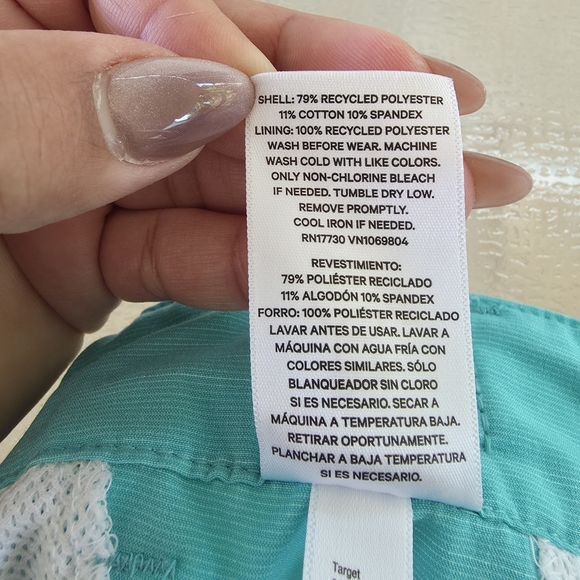 SHELL: 79% RECYCLED POLYESTER
11% COTTON 10% SPANDEX
LINING: 100% RECYCLED POLYESTER
WASH BEFORE WEAR. MACHINE
WASH COLD WITH LIKE COLORS.
ONLY NON-CHLORINE BLEACH
IF NEEDED. TUMBLE DRY LOW.
REMOVE PROMPTLY.
COOL IRON IF NEEDED.
RN17730 VN1069804
REVESTIMIENTO:
79% POLIÉSTER RECICLADO
11% ALGODÓN 10% SPANDEX
FORRO: 100% POLIÉSTER RECICLADO
LAVAR ANTES DE USAR. LAVAR A
MÁQUINA CON AGUA FRÍA CON
COLORES SIMILARES. SÓLO
BLANQUEADOR SIN CLORO
SI ES NECESARIO. SECAR A
MÁQUINA A TEMPERATURA BAJA.
RETIRAR OPORTUNAMENTE.
PLANCHAR A BAJA TEMPERATURA
SI ES NECESARIO.
Target